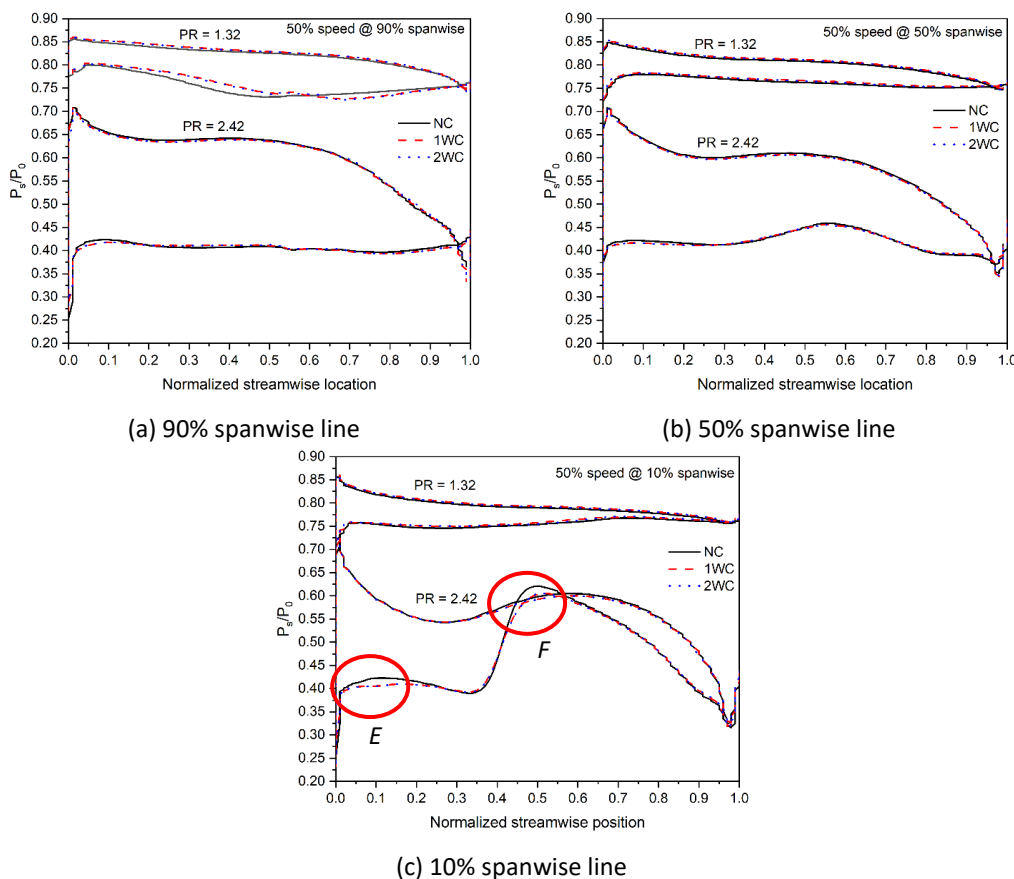 50% speed @ 90% spanwise
PR = 1.32
PR = 2.42
NC
1WC
2WC
0.90
0.85
0.80
0.75
0.70
0.65
0.60
0.55
0.50
0.45
0.40
0.35
0.30
0.25
0.20
Ps/P0
0.0 0.1 0.2 0.3 0.4 0.5 0.6 0.7 0.8 0.9 1.0
Normalized streamwise location
(a) 90% spanwise line
50% speed @ 50% spanwise
PR = 1.32
PR = 2.42
NC
1WC
2WC
0.90
0.85
0.80
0.75
0.70
0.65
0.60
0.55
0.50
0.45
0.40
0.35
0.30
0.25
0.20
Ps/P0
0.0 0.1 0.2 0.3 0.4 0.5 0.6 0.7 0.8 0.9 1.0
Normalized streamwise location
(b) 50% spanwise line
50% speed @ 10% spanwise
PR = 1.32
NC
1WC
2WC
PR = 2.42
F
E
0.90
0.85
0.80
0.75
0.70
0.65
0.60
0.55
0.50
0.45
0.40
0.35
0.30
0.25
0.20
Ps/P0
0.0 0.1 0.2 0.3 0.4 0.5 0.6 0.7 0.8 0.9 1.0
Normalized streamwise position
(c) 10% spanwise line